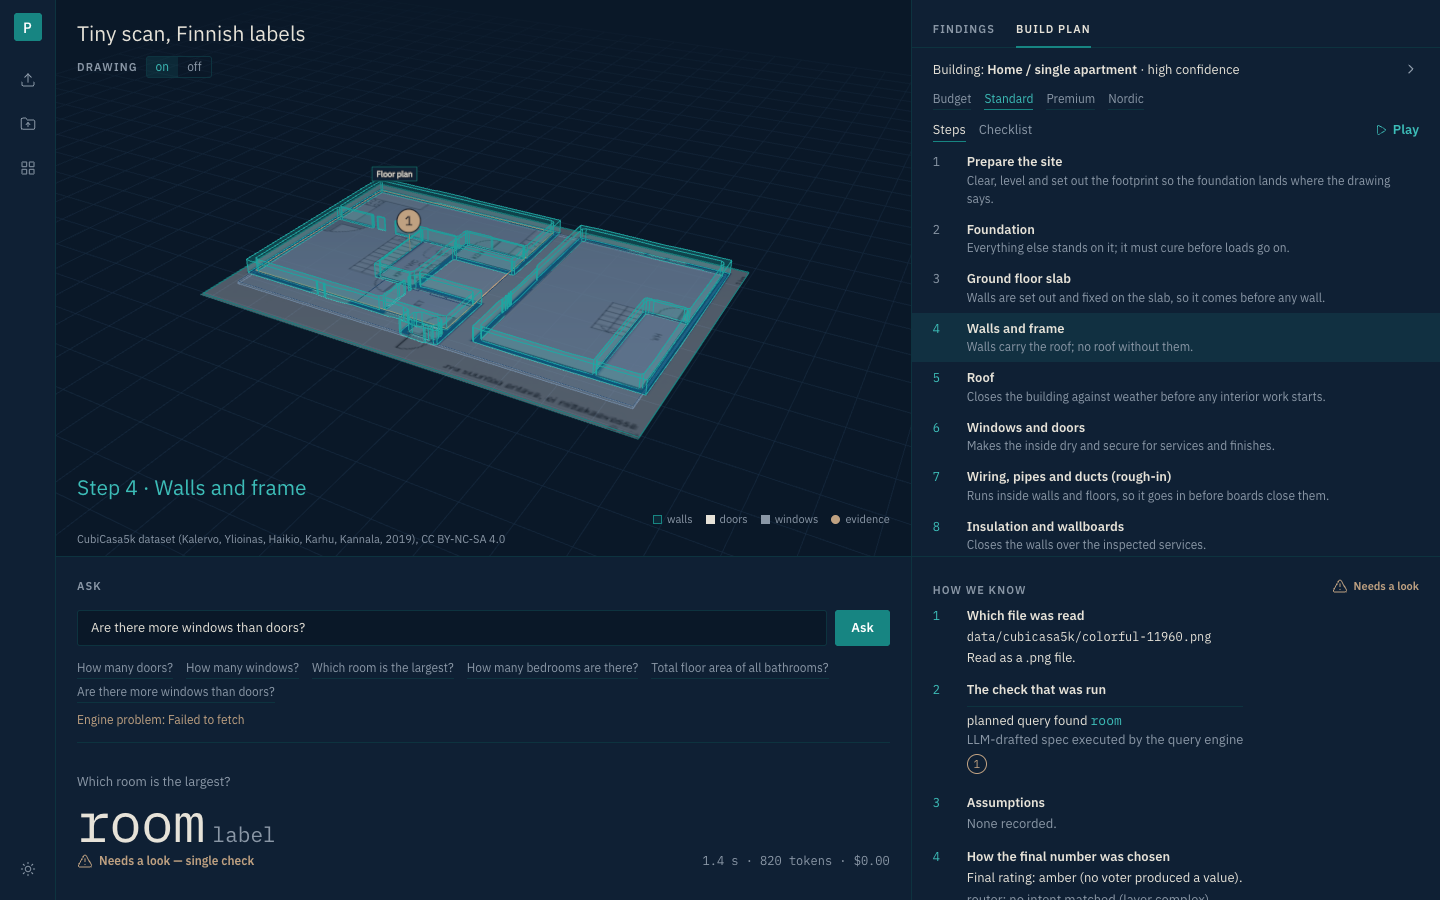 P
Tiny scan, Finnish labels
DRAWING on off
Floor plan
1
Step 4 · Walls and frame
walls doors windows evidence
CubiCasa5k dataset (Kalervo, Ylioinas, Haikio, Karhu, Kannala, 2019), CC BY-NC-SA 4.0
ASK
Are there more windows than doors?
Ask
How many doors? How many windows? Which room is the largest? How many bedrooms are there? Total floor area of all bathrooms?
Are there more windows than doors?
Engine problem: Failed to fetch
Which room is the largest?
room label
Needs a look — single check
1.4 s · 820 tokens · $0.00
FINDINGS BUILD PLAN
Building: Home / single apartment · high confidence
Budget Standard Premium Nordic
Steps Checklist
Play
1 Prepare the site
Clear, level and set out the footprint so the foundation lands where the drawing
says.
2 Foundation
Everything else stands on it; it must cure before loads go on.
3 Ground floor slab
Walls are set out and fixed on the slab, so it comes before any wall.
4 Walls and frame
Walls carry the roof; no roof without them.
5 Roof
Closes the building against weather before any interior work starts.
6 Windows and doors
Makes the inside dry and secure for services and finishes.
7 Wiring, pipes and ducts (rough-in)
Runs inside walls and floors, so it goes in before boards close them.
8 Insulation and wallboards
Closes the walls over the inspected services.
HOW WE KNOW
Needs a look
1 Which file was read
data/cubicasa5k/colorful-11960.png
Read as a .png file.
2 The check that was run
planned query found room
LLM-drafted spec executed by the query engine
1
3 Assumptions
None recorded.
4 How the final number was chosen
Final rating: amber (no voter produced a value).
router: no intent matched (layer complex)